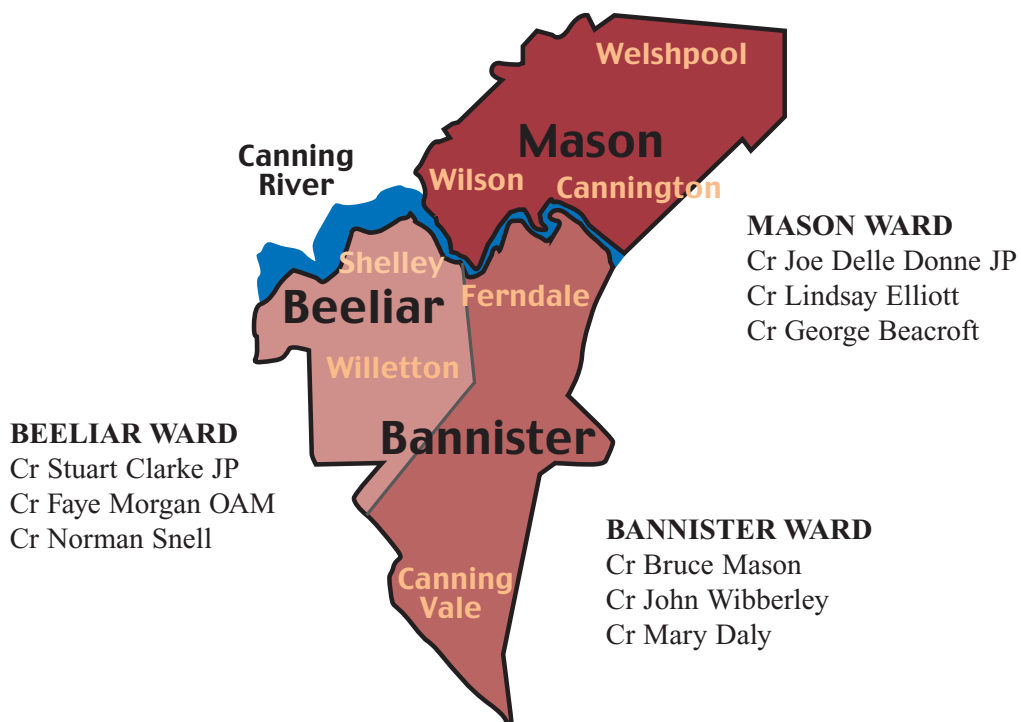 Welshpool
Mason
Canning
River
Wilson
Cannington
MASON WARD
Cr Joe Delle Donne JP
Cr Lindsay Elliott
Cr George Beacroft
Shelley
Ferndale
Beeliar
Willetton
Bannister
BEELIAR WARD
Cr Stuart Clarke JP
Cr Faye Morgan OAM
Cr Norman Snell
BANNISTER WARD
Cr Bruce Mason
Cr John Wibberley
Cr Mary Daly
Canning
Vale